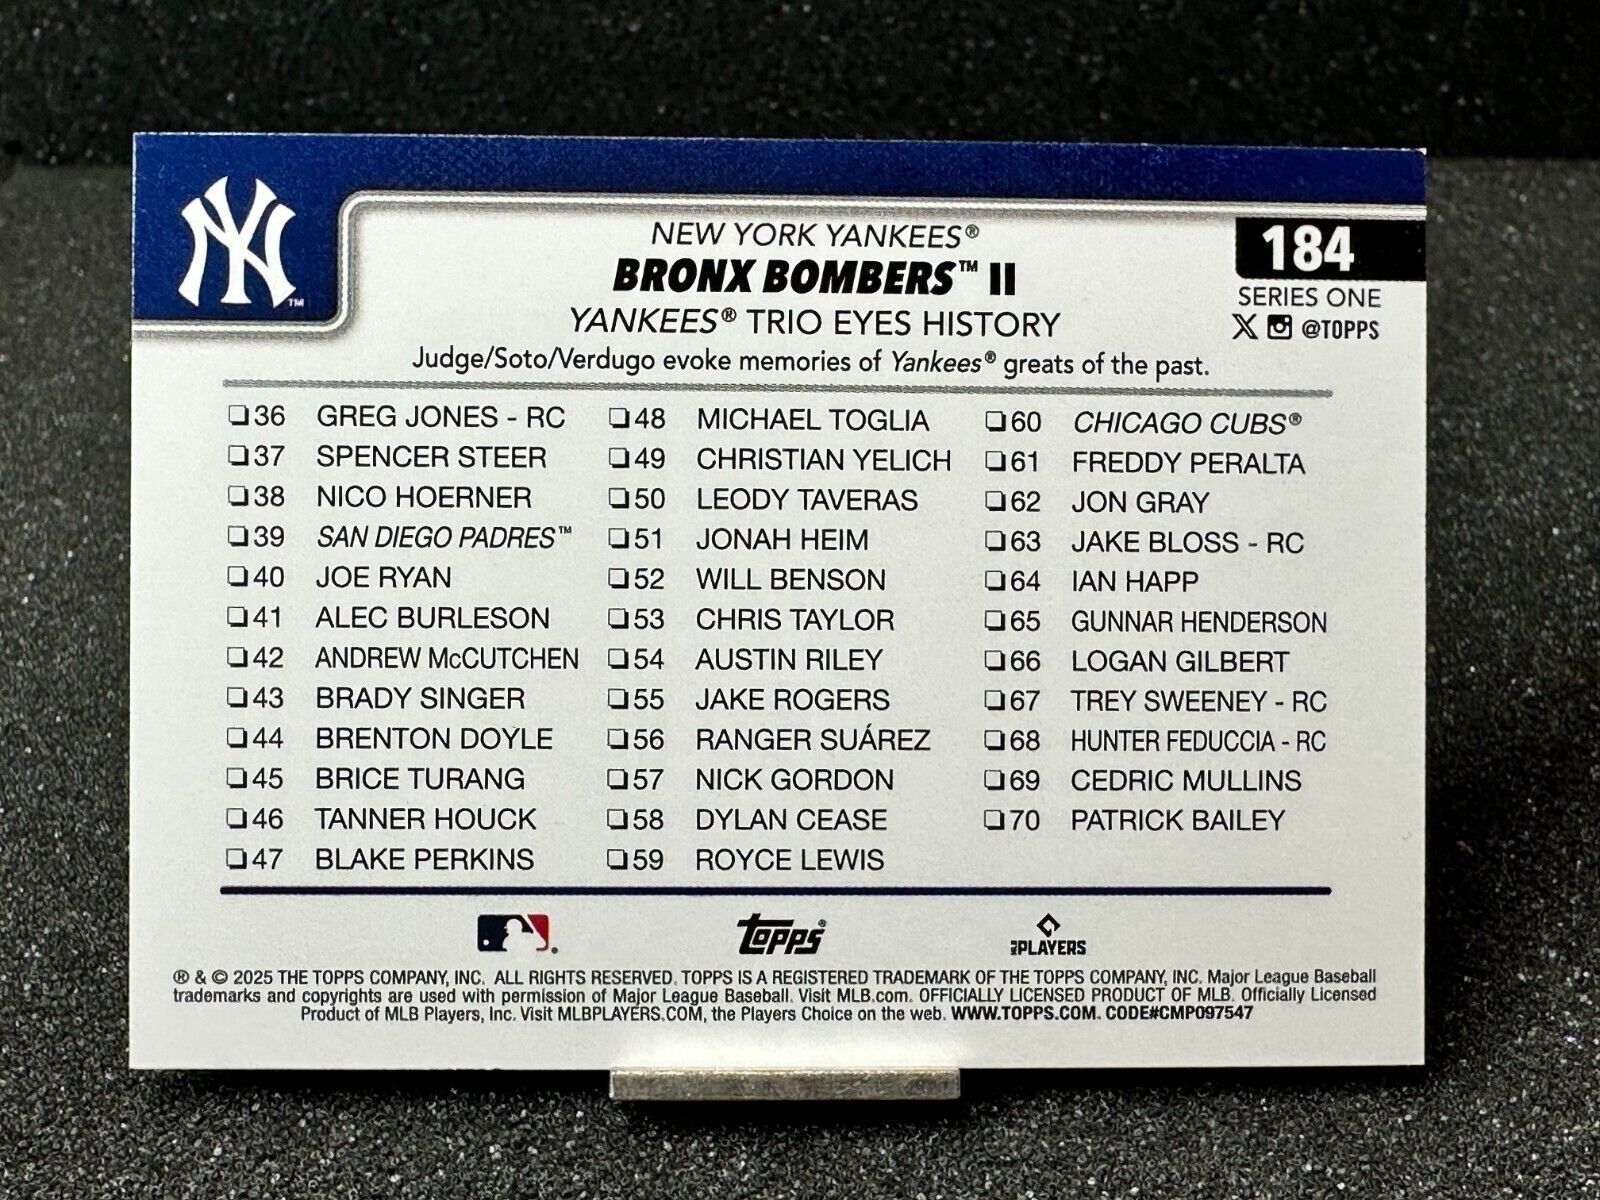 NY™
NEW YORK YANKEES®
184
BRONX BOMBERS™ II
SERIES ONE
YANKEES® TRIO EYES HISTORY
@TOPPS
Judge/Soto/Verdugo evoke memories of Yankees® greats of the past.
36 GREG JONES - RC
37 SPENCER STEER
38 NICO HOERNER
39 SAN DIEGO PADRES™
40 JOE RYAN
41 ALEC BURLESON
42 ANDREW McCUTCHEN
43 BRADY SINGER
44 BRENTON DOYLE
45 BRICE TURANG
46 TANNER HOUCK
47 BLAKE PERKINS
48 MICHAEL TOGLIA
49 CHRISTIAN YELICH
50 LEODY TAVERAS
51 JONAH HEIM
52 WILL BENSON
53 CHRIS TAYLOR
54 AUSTIN RILEY
55 JAKE ROGERS
56 RANGER SUÁREZ
57 NICK GORDON
58 DYLAN CEASE
59 ROYCE LEWIS
60 CHICAGO CUBS®
61 FREDDY PERALTA
62 JON GRAY
63 JAKE BLOSS - RC
64 IAN HAPP
65 GUNNAR HENDERSON
66 LOGAN GILBERT
67 TREY SWEENEY - RC
68 HUNTER FEDUCCIA - RC
69 CEDRIC MULLINS
70 PATRICK BAILEY
Topps®
PLAYERS
® & © 2025 THE TOPPS COMPANY, INC. ALL RIGHTS RESERVED. TOPPS IS A REGISTERED TRADEMARK OF THE TOPPS COMPANY, INC. Major League Baseball
trademarks and copyrights are used with permission of Major League Baseball. Visit MLB.com. OFFICIALLY LICENSED PRODUCT OF MLB. Officially Licensed
Product of MLB Players, Inc. Visit MLBPLAYERS.COM, the Players Choice on the web. WWW.TOPPS.COM. CODE#CMP097547